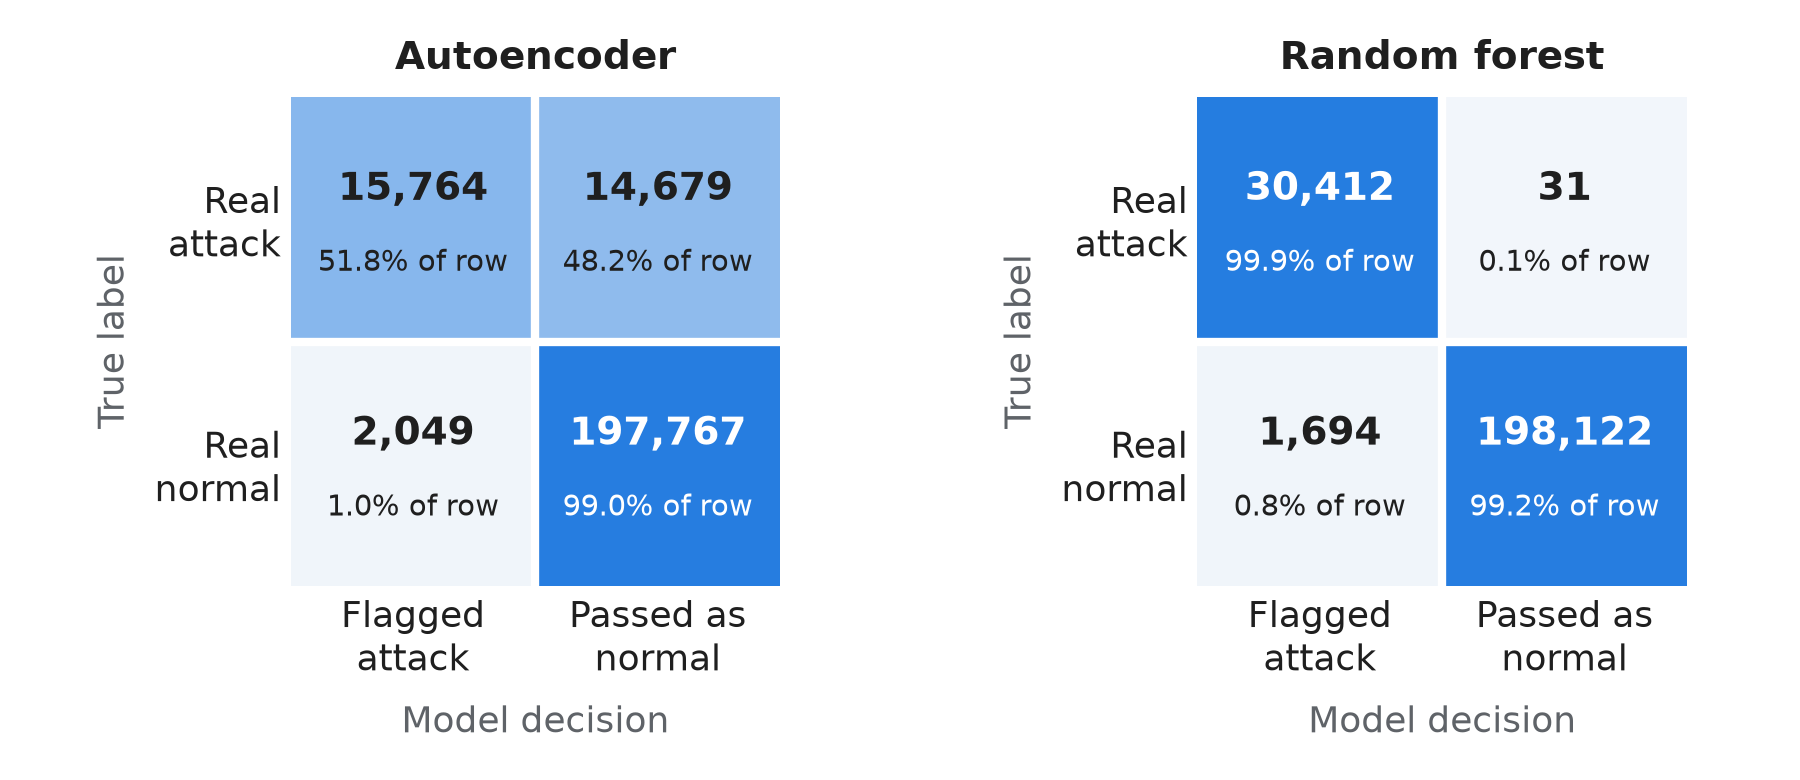 Autoencoder
True label
Real
attack
15,764
51.8% of row
14,679
48.2% of row
Real
normal
2,049
1.0% of row
197,767
99.0% of row
Flagged
attack
Passed as
normal
Model decision
Random forest
True label
Real
attack
30,412
99.9% of row
31
0.1% of row
Real
normal
1,694
0.8% of row
198,122
99.2% of row
Flagged
attack
Passed as
normal
Model decision